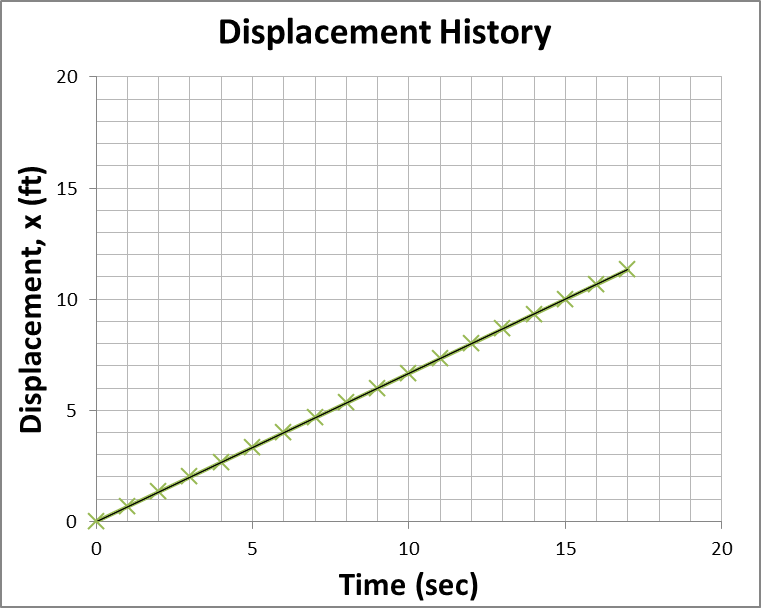 Displacement History
20
15
10
5
0
Displacement, x (ft)
0 5 10 15 20
Time (sec)